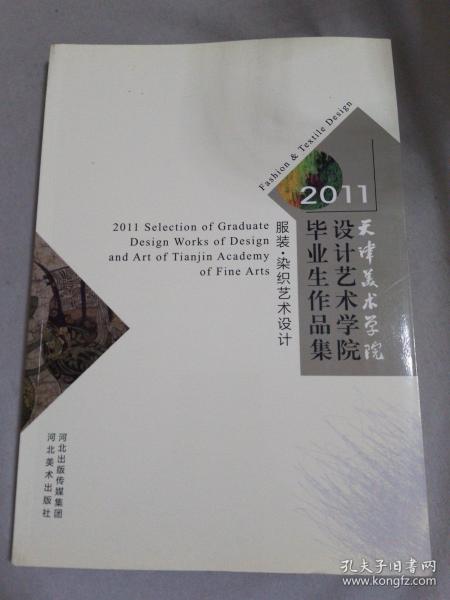 Fashion & Textile Design
2011
天津美术学院
设计艺术学院
毕业生作品集
服装·染织艺术设计
2011 Selection of Graduate
Design Works of Design
and Art of Tianjin Academy
of Fine Arts
河北出版传媒集团
河北美术出版社
孔夫子旧书网
www.kongfz.com